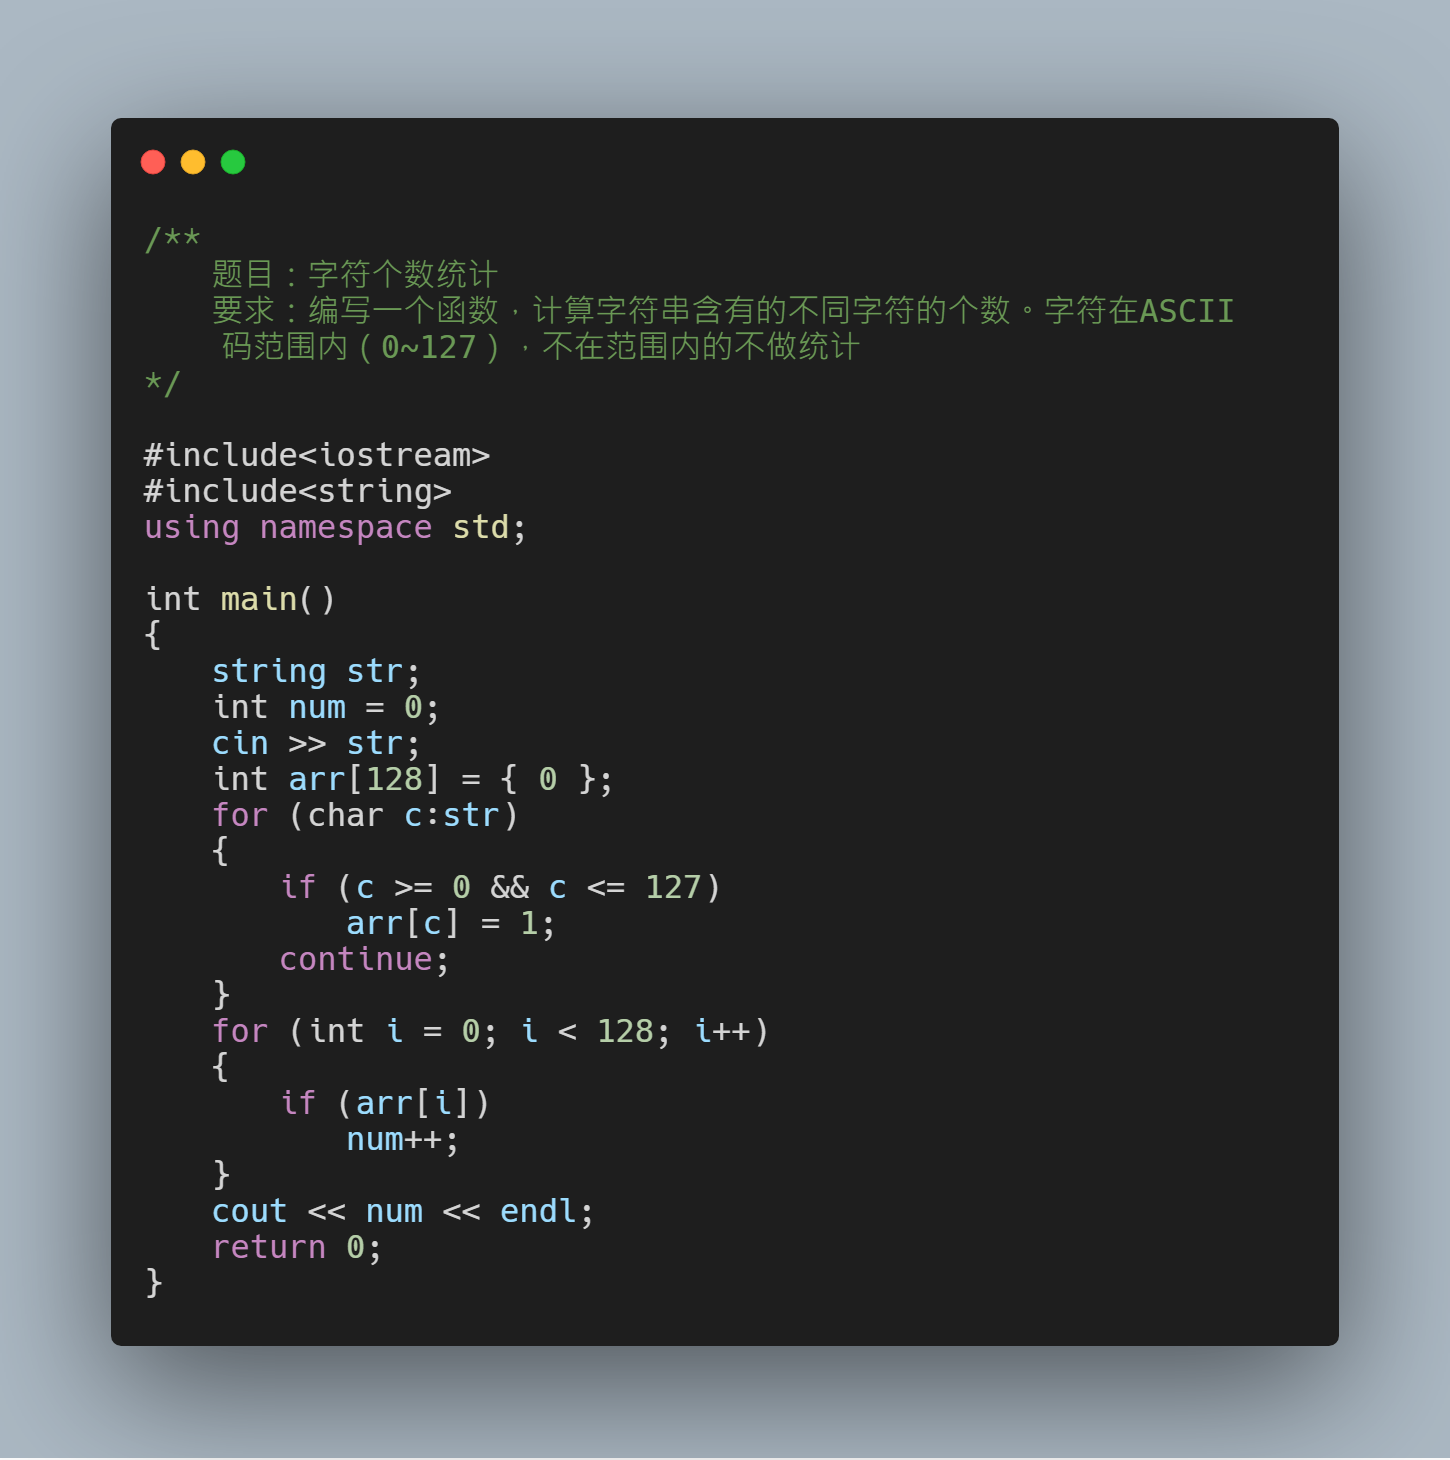 /**
    题目：字符个数统计
    要求：编写一个函数，计算字符串含有的不同字符的个数。字符在ASCII
    码范围内(0~127)，不在范围内的不做统计
*/

#include<iostream>
#include<string>
using namespace std;

int main()
{
    string str;
    int num = 0;
    cin >> str;
    int arr[128] = { 0 };
    for (char c:str)
    {
        if (c >= 0 && c <= 127)
            arr[c] = 1;
        continue;
    }
    for (int i = 0; i < 128; i++)
    {
        if (arr[i])
            num++;
    }
    cout << num << endl;
    return 0;
}